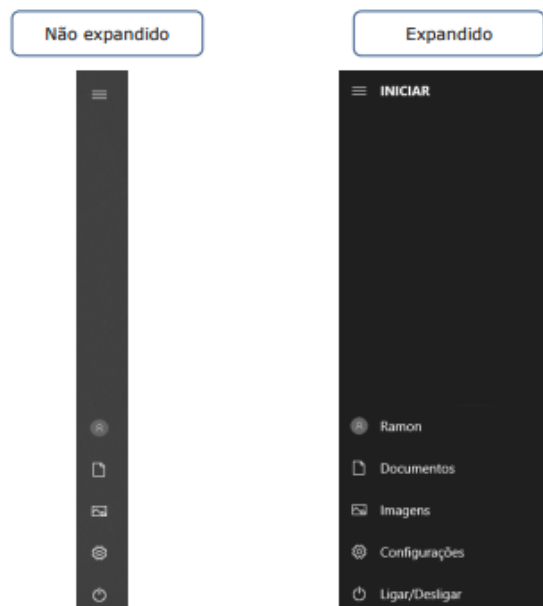 Não expandido
Expandido
INICIAR
Ramon
Documentos
Imagens
Configurações
Ligar/Desligar